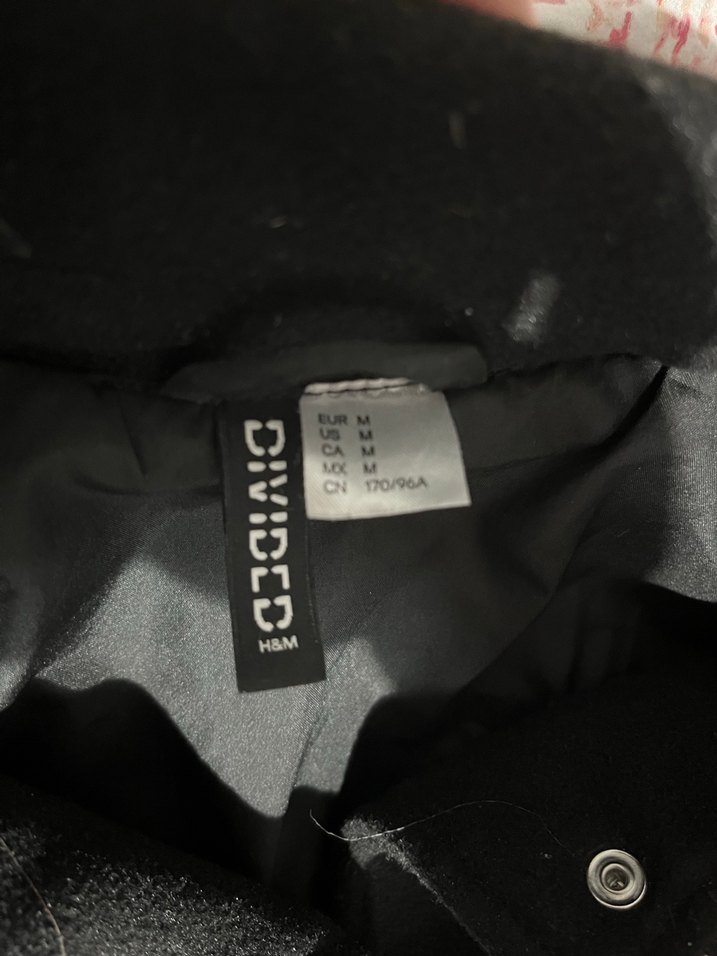 DIVIDED
H&M
EUR M
US M
CA M
MX M
CN 170/96A